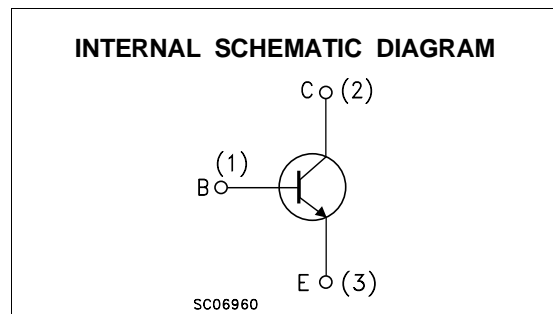 INTERNAL SCHEMATIC DIAGRAM
C (2)
(1)
B
E (3)
SC06960